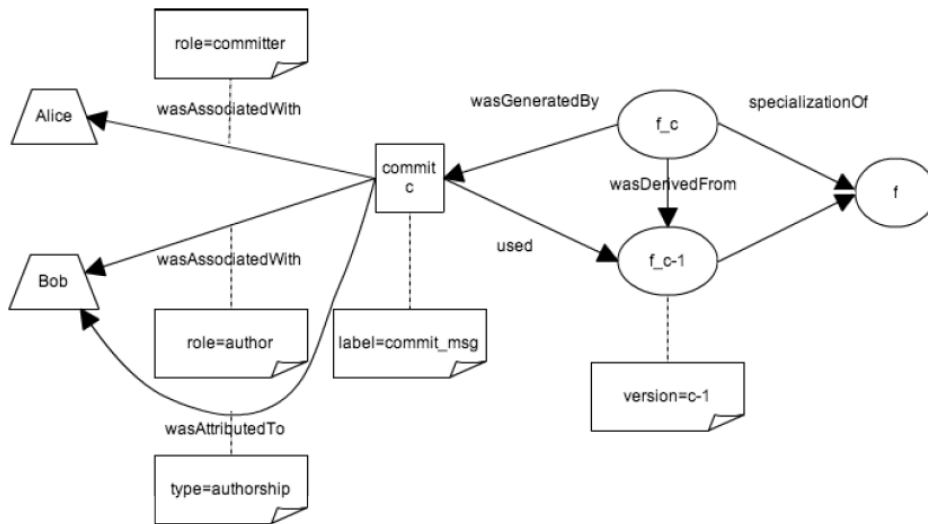 role=committer
wasAssociatedWith
Alice
wasGeneratedBy
specializationOf
f_c
commit
c
wasDerivedFrom
f
used
f_c-1
wasAssociatedWith
Bob
role=author
label=commit_msg
version=c-1
wasAttributedTo
type=authorship